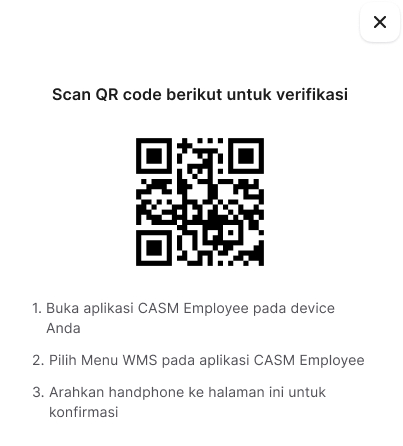 Scan QR code berikut untuk verifikasi
1. Buka aplikasi CASM Employee pada device
Anda
2. Pilih Menu WMS pada aplikasi CASM Employee
3. Arahkan handphone ke halaman ini untuk
konfirmasi